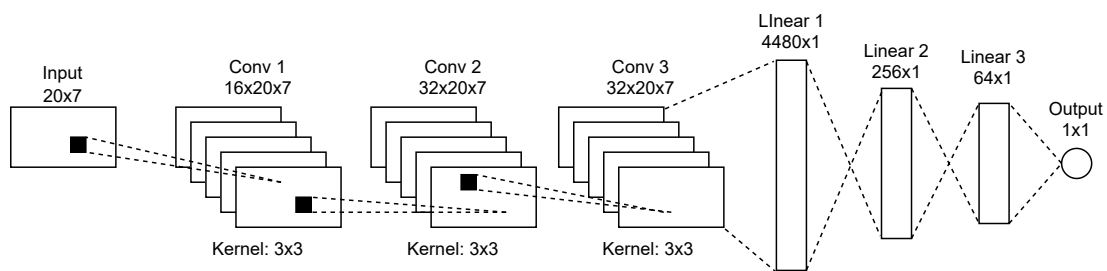 Input
20x7
Conv 1
16x20x7
Conv 2
32x20x7
Conv 3
32x20x7
LInear 1
4480x1
Linear 2
256x1
Linear 3
64x1
Output
1x1
Kernel: 3x3
Kernel: 3x3
Kernel: 3x3